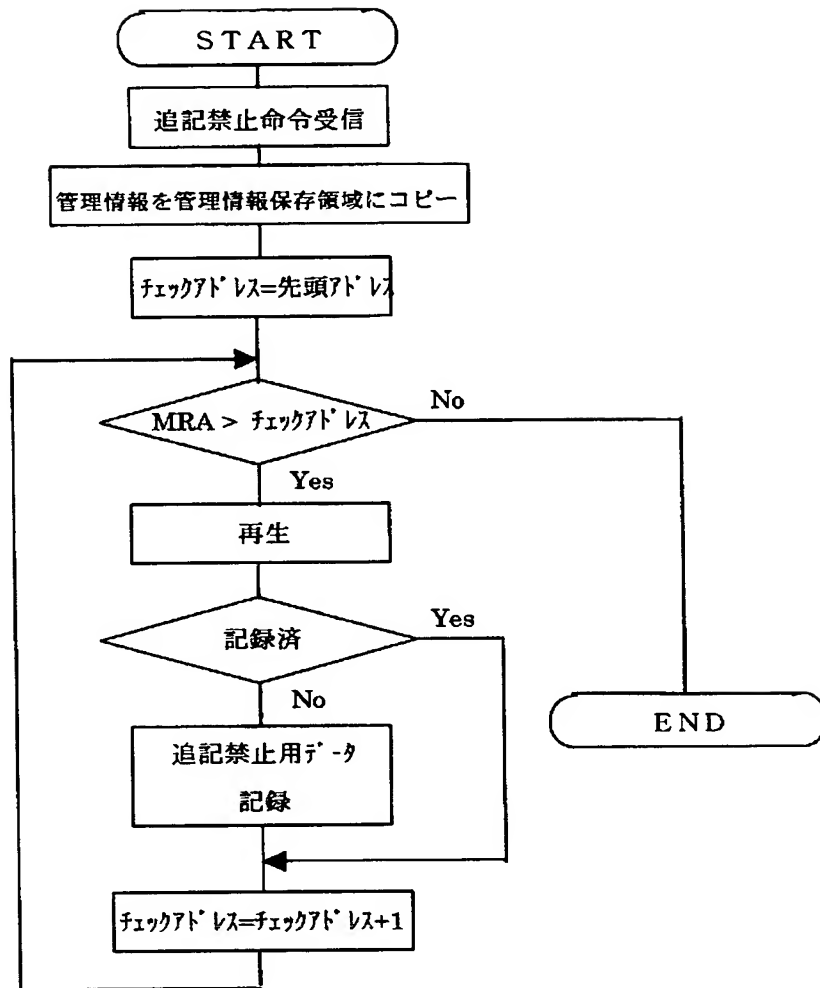 START
追記禁止命令受信
管理情報を管理情報保存領域にコピー
ﾁｪｯｸｱﾄﾞﾚｽ=先頭ｱﾄﾞﾚｽ
MRA > ﾁｪｯｸｱﾄﾞﾚｽ
No
Yes
再生
記録済
Yes
No
追記禁止用ﾃﾞｰﾀ
記録
END
ﾁｪｯｸｱﾄﾞﾚｽ=ﾁｪｯｸｱﾄﾞﾚｽ+1